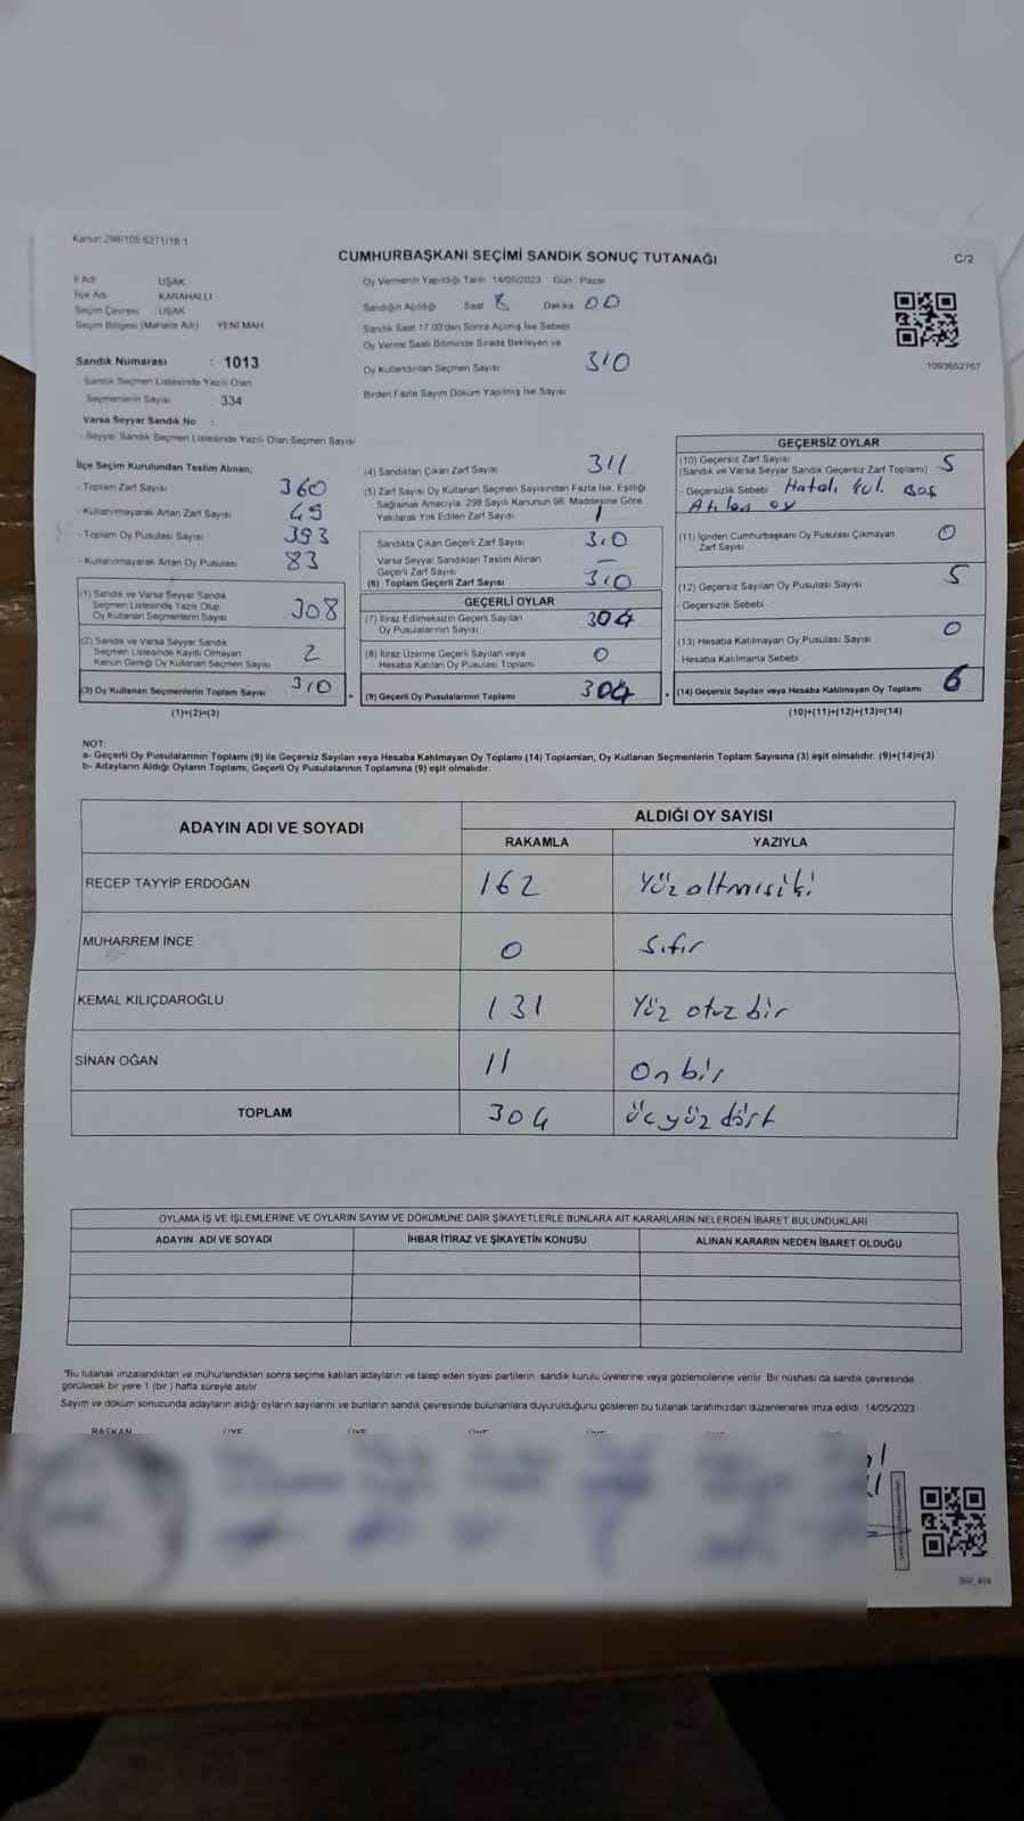 Kanun: 298/105 6271/18-1
CUMHURBAŞKANI SEÇİMİ SANDIK SONUÇ TUTANAĞI
C/2
İl Adı : UŞAK
İlçe Adı : KARAHALLI
Seçim Çevresi : UŞAK
Seçim Bölgesi (Mahalle Adı) YENİ MAH
Sandık Numarası : 1013
Sandık Seçmen Listesinde Yazılı Olan
Seçmenlerin Sayısı : 334
Varsa Seyyar Sandık No :
- Seyyar Sandık Seçmen Listesinde Yazılı Olan Seçmen Sayısı
Oy Vermenin Yapıldığı Tarih 14/05/2023 Gün : Pazar
Sandığın Açıldığı Saat 8 Dakika 00
Sandık Saat 17.00'den Sonra Açılmış İse Sebebi
Oy Verme Saati Bitiminde Sırada Bekleyen ve
Oy Kullandırılan Seçmen Sayısı 310
Birden Fazla Sayım Döküm Yapılmış İse Sayısı
1093652767
İlçe Seçim Kurulundan Teslim Alınan;
- Toplam Zarf Sayısı 360
- Kullanılmayarak Artan Zarf Sayısı 49
- Toplam Oy Pusulası Sayısı 393
- Kullanılmayarak Artan Oy Pusulası 83
(1) Sandık ve Varsa Seyyar Sandık
Seçmen Listesinde Yazılı Olup
Oy Kullanan Seçmenlerin Sayısı 308
(2) Sandık ve Varsa Seyyar Sandık
Seçmen Listesinde Kayıtlı Olmayan
Kanun Gereği Oy Kullanan Seçmen Sayısı 2
(3) Oy Kullanan Seçmenlerin Toplam Sayısı 310
(1)+(2)=(3)
(4) Sandıktan Çıkan Zarf Sayısı 311
(5) Zarf Sayısı Oy Kullanan Seçmen Sayısından Fazla İse, Eşitliği
Sağlamak Amacıyla 298 Sayılı Kanunun 98. Maddesine Göre
Yakılarak Yok Edilen Zarf Sayısı 1
Sandıkta Çıkan Geçerli Zarf Sayısı 310
Varsa Seyyar Sandıktan Teslim Alınan
Geçerli Zarf Sayısı —
(6) Toplam Geçerli Zarf Sayısı 310
GEÇERLİ OYLAR
(7) İtiraz Edilmeksizin Geçerli Sayılan
Oy Pusulalarının Sayısı 304
(8) İtiraz Üzerine Geçerli Sayılan veya
Hesaba Katılan Oy Pusulası Toplamı 0
(9) Geçerli Oy Pusulalarının Toplamı 304
GEÇERSİZ OYLAR
(10) Geçersiz Zarf Sayısı
(Sandık ve Varsa Seyyar Sandık Geçersiz Zarf Toplamı) 5
- Geçersizlik Sebebi Hatalı kul. Boş
Atılan oy
(11) İçinden Cumhurbaşkanı Oy Pusulası Çıkmayan
Zarf Sayısı 0
(12) Geçersiz Sayılan Oy Pusulası Sayısı 5
- Geçersizlik Sebebi
(13) Hesaba Katılmayan Oy Pusulası Sayısı 0
- Hesaba Katılmama Sebebi
(14) Geçersiz Sayılan veya Hesaba Katılmayan Oy Toplamı 6
(10)+(11)+(12)+(13)=(14)
NOT:
a- Geçerli Oy Pusulalarının Toplamı (9) ile Geçersiz Sayılan veya Hesaba Katılmayan Oy Toplamı (14) Toplamları, Oy Kullanan Seçmenlerin Toplam Sayısına (3) eşit olmalıdır. (9)+(14)=(3)
b- Adayların Aldığı Oyların Toplamı, Geçerli Oy Pusulalarının Toplamına (9) eşit olmalıdır.
ADAYIN ADI VE SOYADI
ALDIĞI OY SAYISI
RAKAMLA YAZIYLA
RECEP TAYYİP ERDOĞAN 162 Yüz altmışiki
MUHARREM İNCE 0 Sıfır
KEMAL KILIÇDAROĞLU 131 Yüz otuz bir
SİNAN OĞAN 11 On bir
TOPLAM 304 Üçyüz dört
OYLAMA İŞ VE İŞLEMLERİNE VE OYLARIN SAYIM VE DÖKÜMÜNE DAİR ŞİKAYETLERLE BUNLARA AİT KARARLARIN NELERDEN İBARET BULUNDUKLARI
ADAYIN ADI VE SOYADI İHBAR İTİRAZ VE ŞİKAYETİN KONUSU ALINAN KARARIN NEDEN İBARET OLDUĞU
"Bu tutanak imzalandıktan ve mühürlendikten sonra seçime katılan adayların ve talep eden siyasi partilerin sandık kurulu üyelerine veya gözlemcilerine verilir. Bir nüshası da sandık çevresinde
görülecek bir yere 1 (bir ) hafta süreyle asılır
Sayım ve döküm sonucunda adayların aldığı oyların sayılarını ve bunların sandık çevresinde bulunanlara duyurulduğunu gösteren bu tutanak tarafımızdan düzenlenerek imza edildi. 14/05/2023
BAŞKAN ÜYE ÜYE ÜYE ÜYE